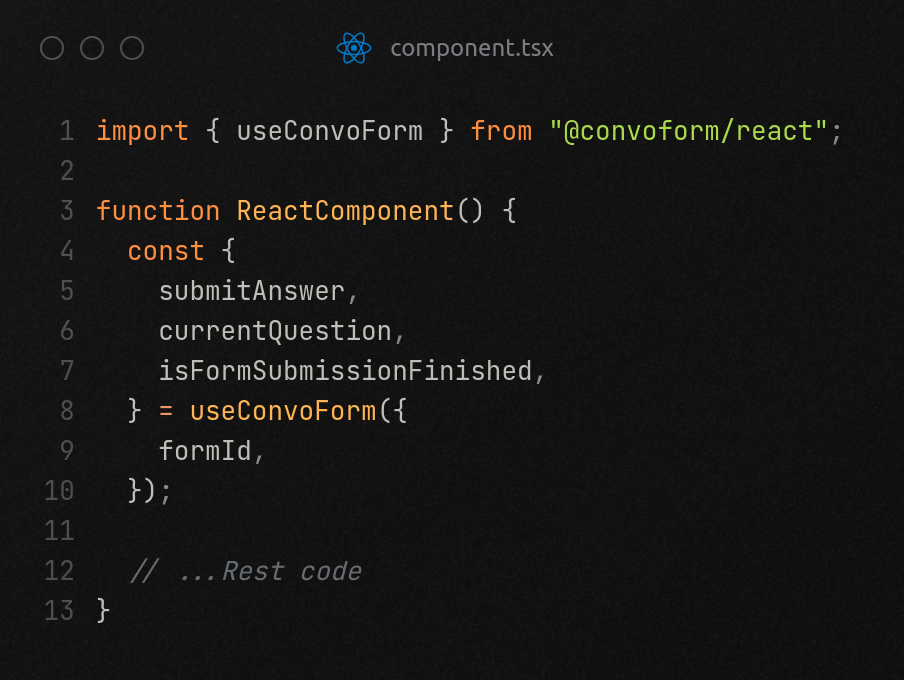 component.tsx
1 import { useConvoForm } from "@convoform/react";
2
3 function ReactComponent() {
4   const {
5     submitAnswer,
6     currentQuestion,
7     isFormSubmissionFinished,
8   } = useConvoForm({
9     formId,
10   });
11
12   // ...Rest code
13 }